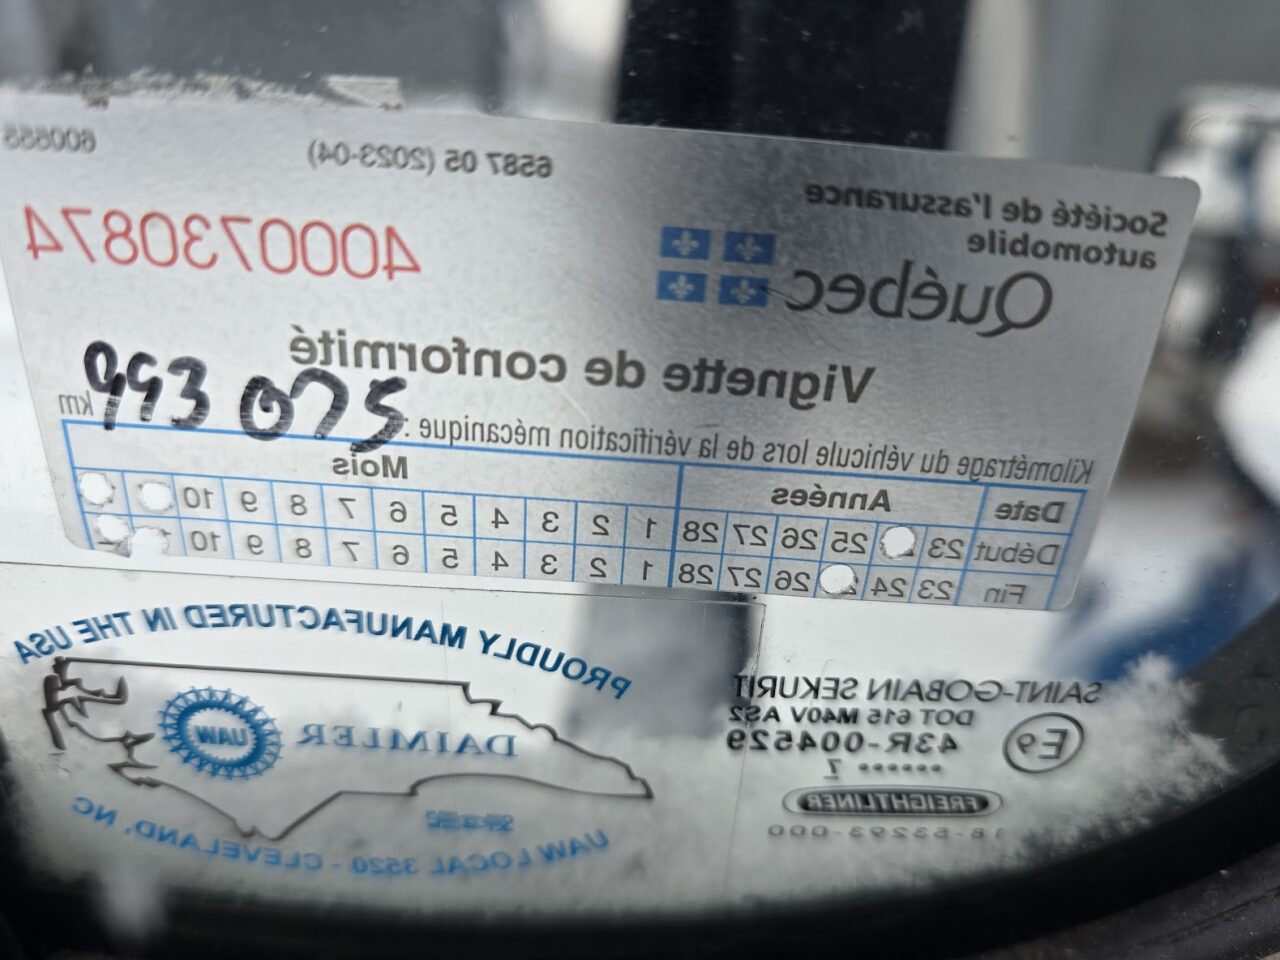 Société de l'assurance
automobile
Québec
6587 05 (2023-04)
600555
4000730874
Vignette de conformité
Kilométrage du véhicule lors de la vérification mécanique : km
Date Années Mois
Début 23 25 26 27 28 1 2 3 4 5 6 7 8 9 10
Fin 23 24 26 27 28 1 2 3 4 5 6 7 8 9 10
SAINT-GOBAIN SEKURIT
DOT 615 M40V AS2
E9 43R-004529
...... 7
FREIGHTLINER
18-53293-000
PROUDLY MANUFACTURED IN THE USA
DAIMLER
UAW
UAW LOCAL 3520 - CLEVELAND, NC